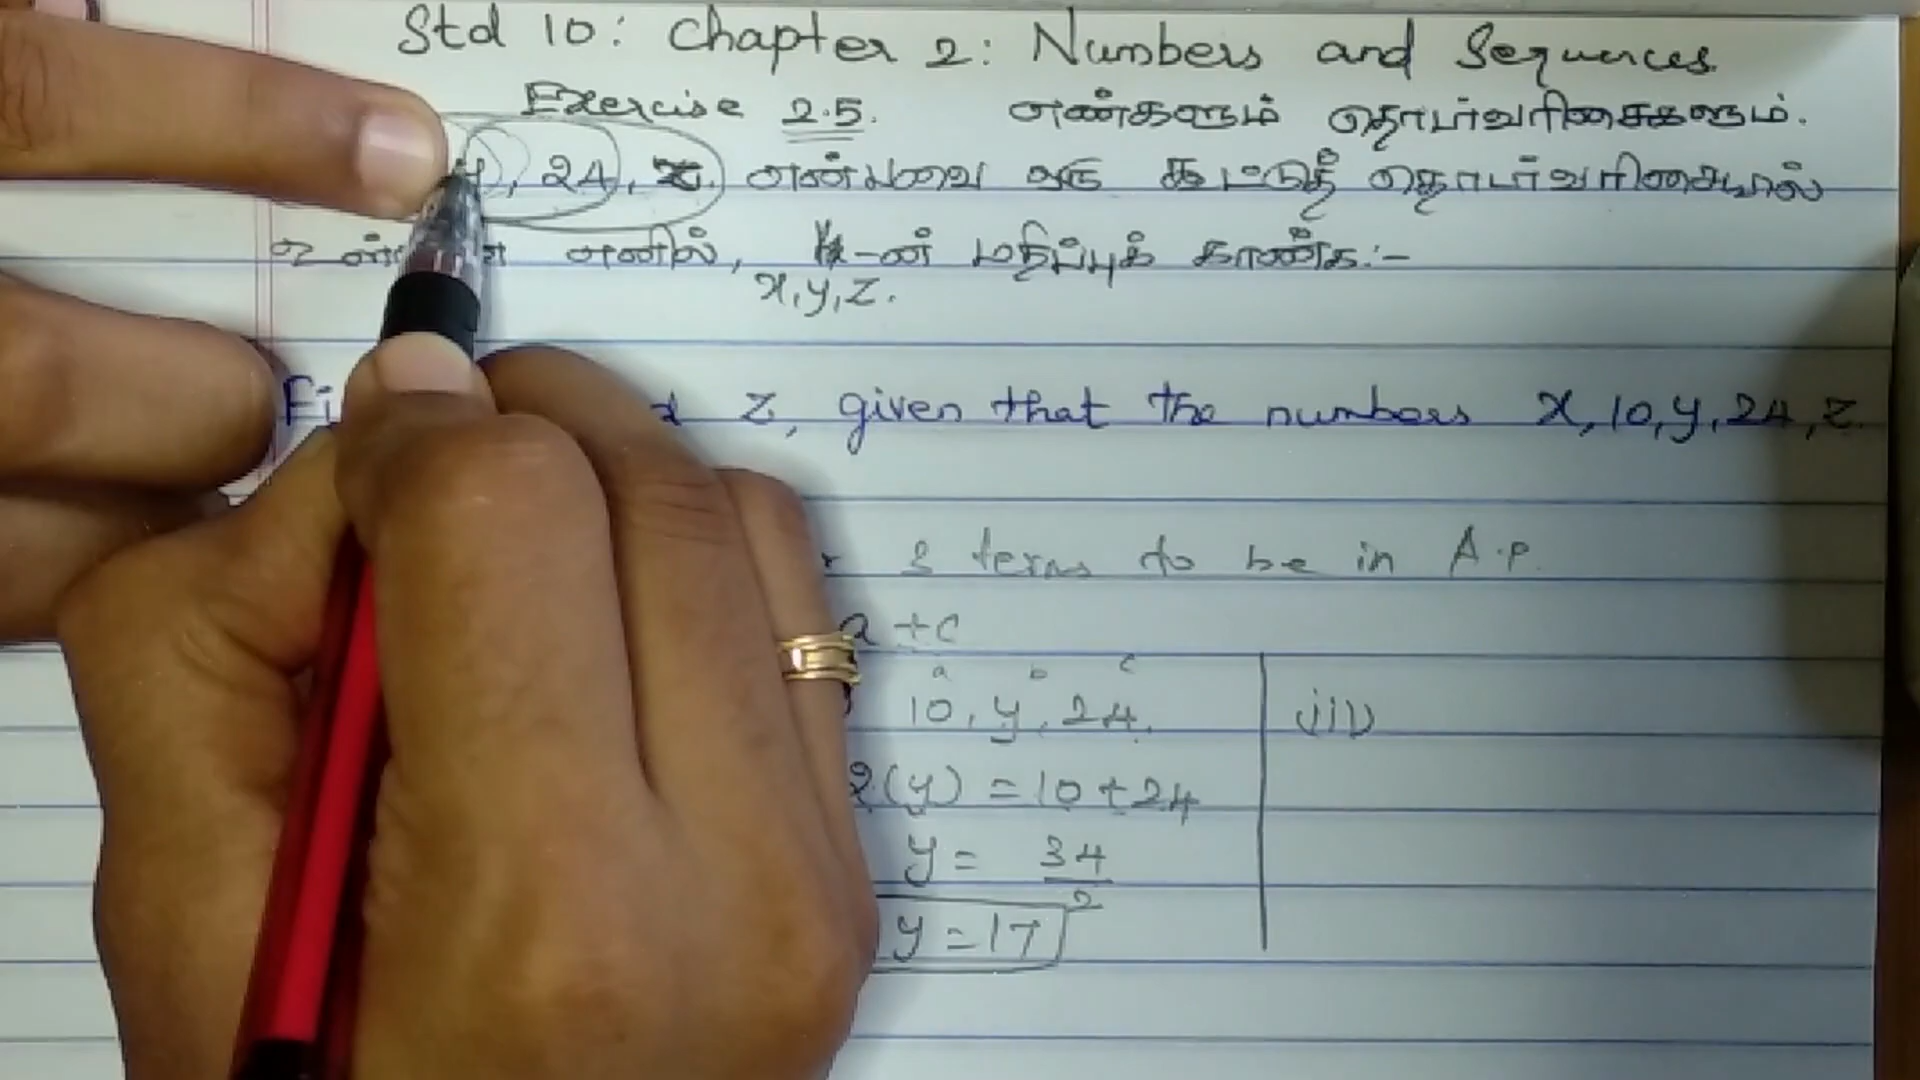 Std 10: Chapter 2: Numbers and Sequences
Exercise 2.5. எண்களும் தொடர்வரிசைகளும்.
y, 24, z. என்பவை ஒரு கூட்டுத் தொடர்வரிசையில்
எனில், -ன் மதிப்புக் காண்க:-
x, y, z.
z, given that the numbers x, 10, y, 24, z.
3 terms to be in A.P.
a + c
a b c
10, y, 24. iii)
2(y) = 10 + 24
y = 34
2
y = 17